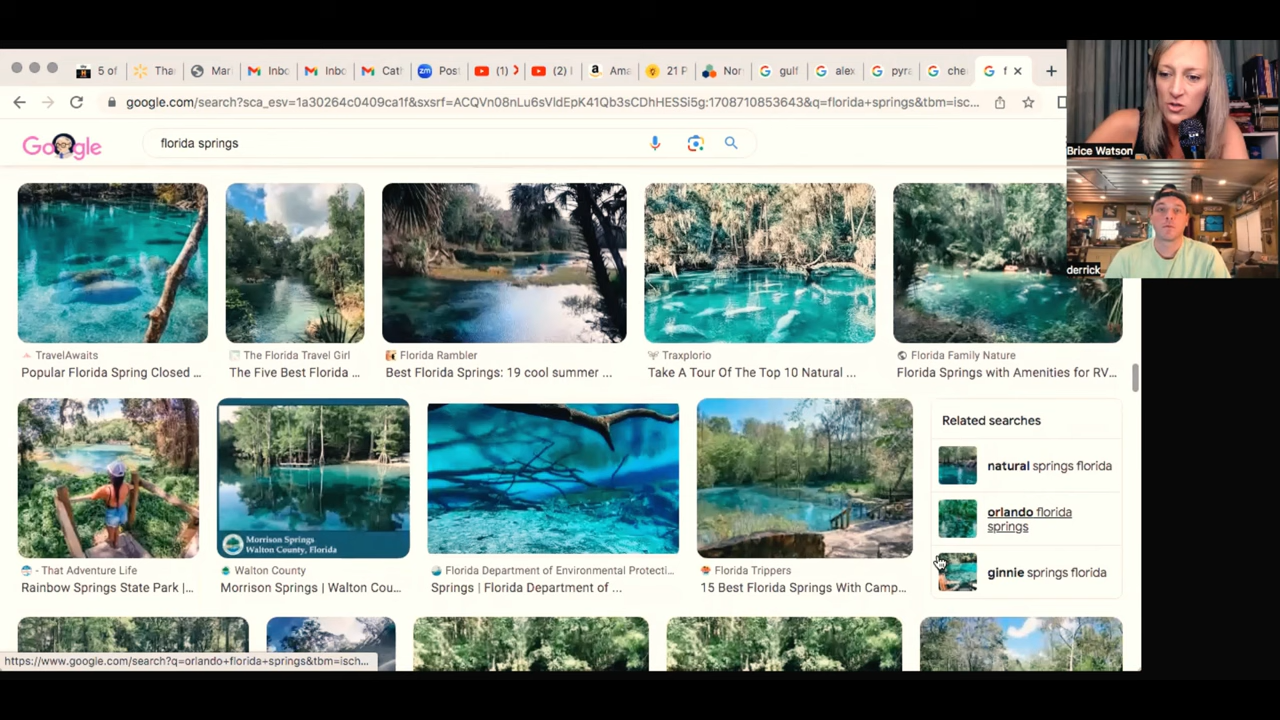 5 of
Tha
Mar
Inbo
Inbo
Cath
Post
(1)
(2)
Ama
21 P
Nor
gulf
alex
pyra
che
f
google.com/search?sca_esv=1a30264c0409ca1f&sxsrf=ACQVn08nLu6sVldEpK41Qb3sCDhHESSi5g:1708710853643&q=florida+springs&tbm=isc...
Brice Watson
Google
florida springs
derrick
TravelAwaits
Popular Florida Spring Closed ...
The Florida Travel Girl
The Five Best Florida ...
Florida Rambler
Best Florida Springs: 19 cool summer ...
Traxplorio
Take A Tour Of The Top 10 Natural ...
Florida Family Nature
Florida Springs with Amenities for RV...
Related searches
natural springs florida
orlando florida
springs
ginnie springs florida
Morrison Springs
Walton County, Florida
- That Adventure Life
Rainbow Springs State Park |...
Walton County
Morrison Springs | Walton Cou...
Florida Department of Environmental Protecti...
Springs | Florida Department of ...
Florida Trippers
15 Best Florida Springs With Camp...
https://www.google.com/search?q=orlando+florida+springs&tbm=isch...